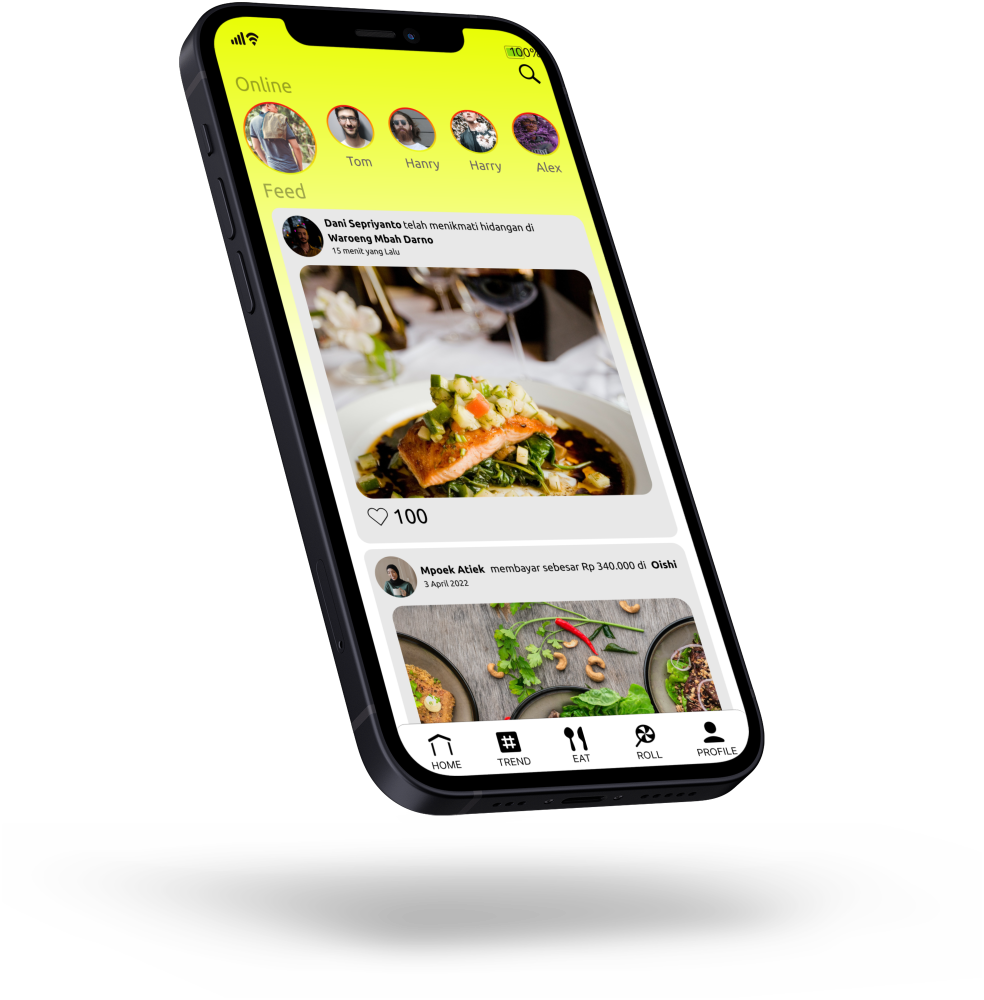 100%
Online
Tom
Hanry
Harry
Alex
Feed
Dani Sepriyanto telah menikmati hidangan di
Waroeng Mbah Darno
15 menit yang Lalu
100
Mpoek Atiek membayar sebesar Rp 340.000 di Oishi
3 April 2022
HOME
TREND
EAT
ROLL
PROFILE